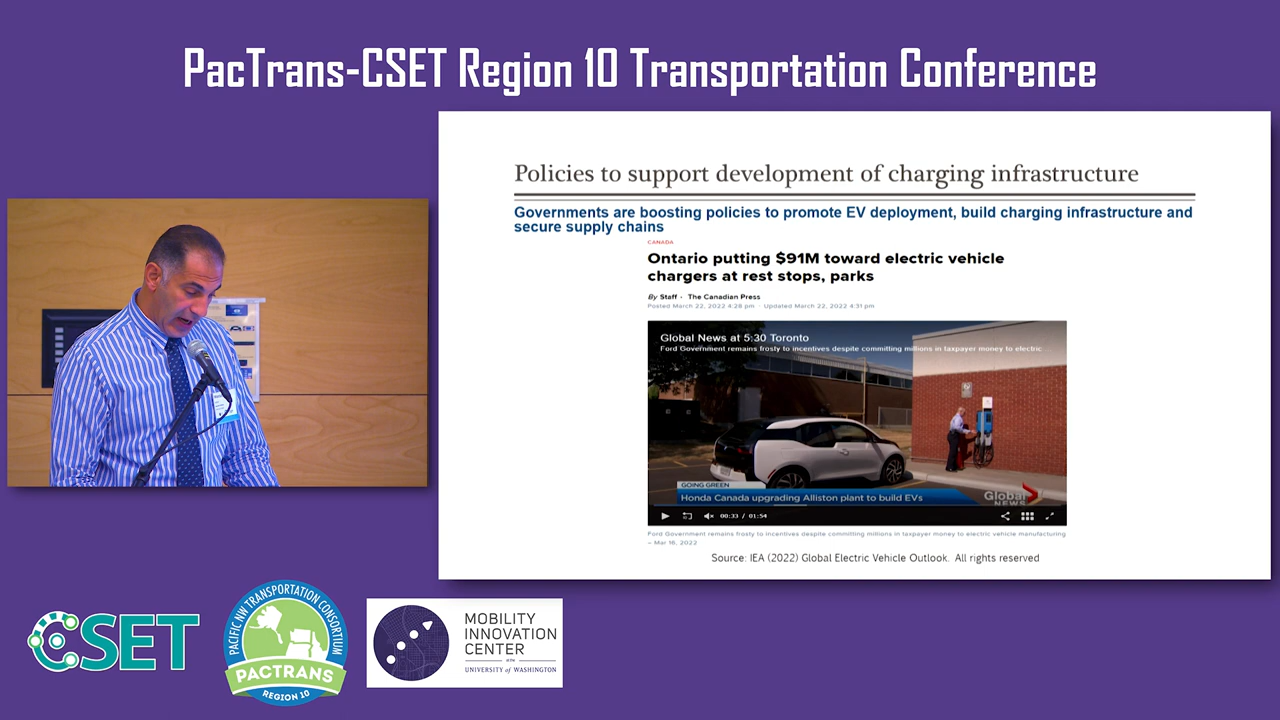 PacTrans-CSET Region 10 Transportation Conference
Policies to support development of charging infrastructure
Governments are boosting policies to promote EV deployment, build charging infrastructure and
secure supply chains
CANADA
Ontario putting $91M toward electric vehicle
chargers at rest stops, parks
By Staff · The Canadian Press
Posted March 22, 2022 4:28 pm · Updated March 22, 2022 4:31 pm
Global News at 5:30 Toronto
Ford Government remains frosty to incentives despite committing millions in taxpayer money to electric ...
GOING GREEN
Honda Canada upgrading Alliston plant to build EVs
Global
NEWS
00:33 / 01:54
Ford Government remains frosty to incentives despite committing millions in taxpayer money to electric vehicle manufacturing
– Mar 16, 2022
Source: IEA (2022) Global Electric Vehicle Outlook. All rights reserved
CSET
PACIFIC NW TRANSPORTATION CONSORTIUM
PACTRANS
REGION 10
MOBILITY
INNOVATION
CENTER
AT THE
UNIVERSITY of WASHINGTON